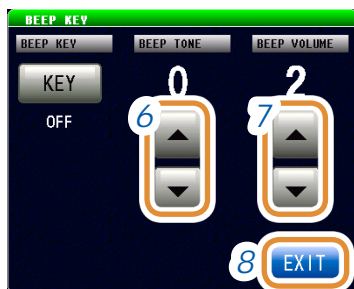 BEEP KEY
BEEP KEY BEEP TONE BEEP VOLUME
KEY 0 2
OFF 6 7
8 EXIT